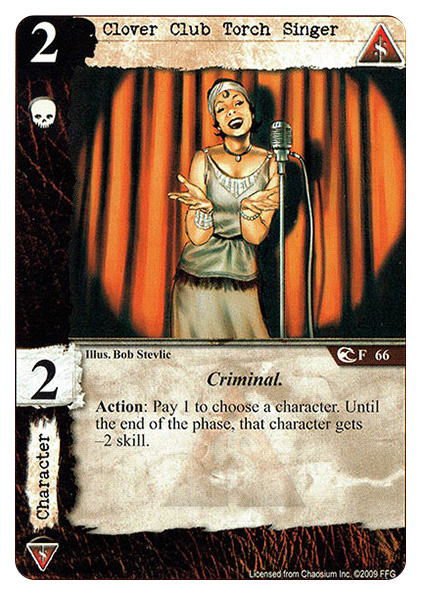 2
Clover Club Torch Singer
Illus. Bob Stevlic
F 66
2
Criminal.
Action: Pay 1 to choose a character. Until
the end of the phase, that character gets
–2 skill.
Character
Licensed from Chaosium Inc. ©2009 FFG